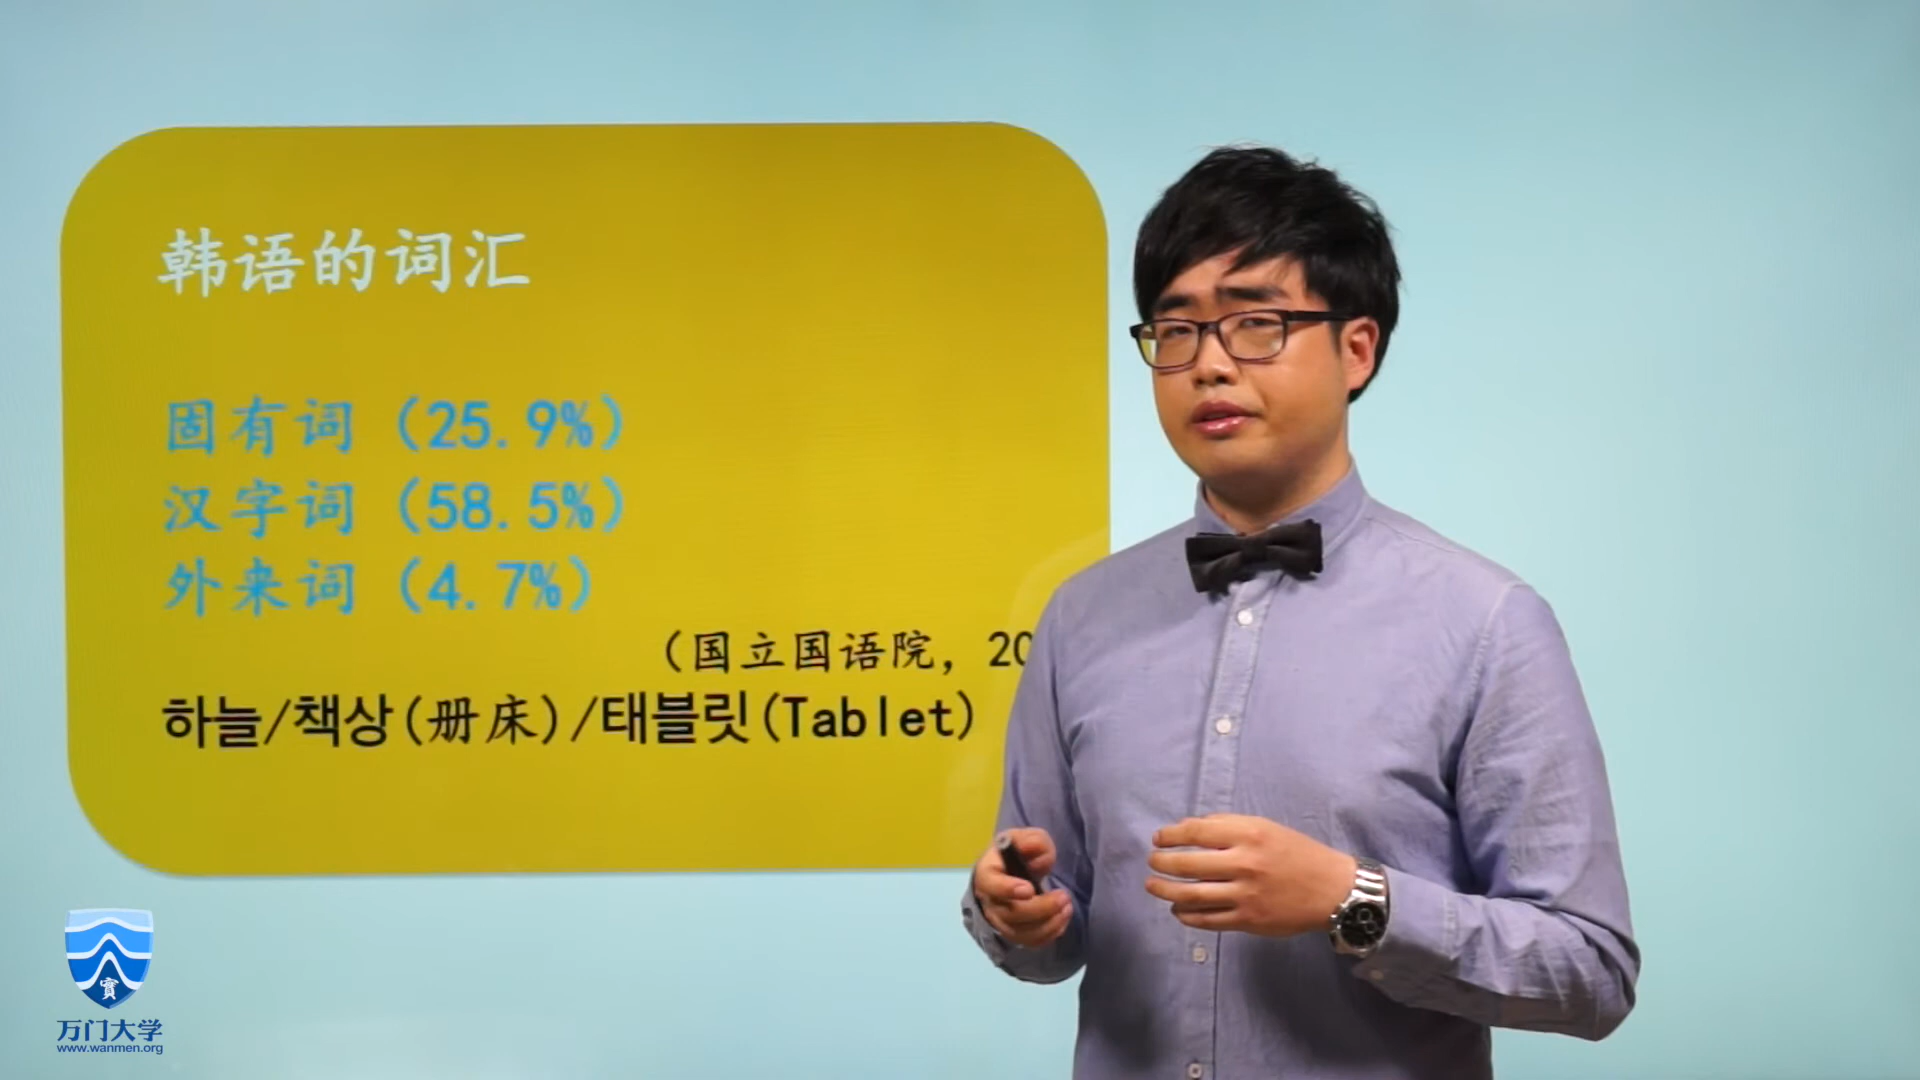 韩语的词汇
固有词 (25.9%)
汉字词 (58.5%)
外来词 (4.7%)
(国立国语院, 20
하늘/책상(册床)/태블릿(Tablet)
寳
万门大学
www.wanmen.org